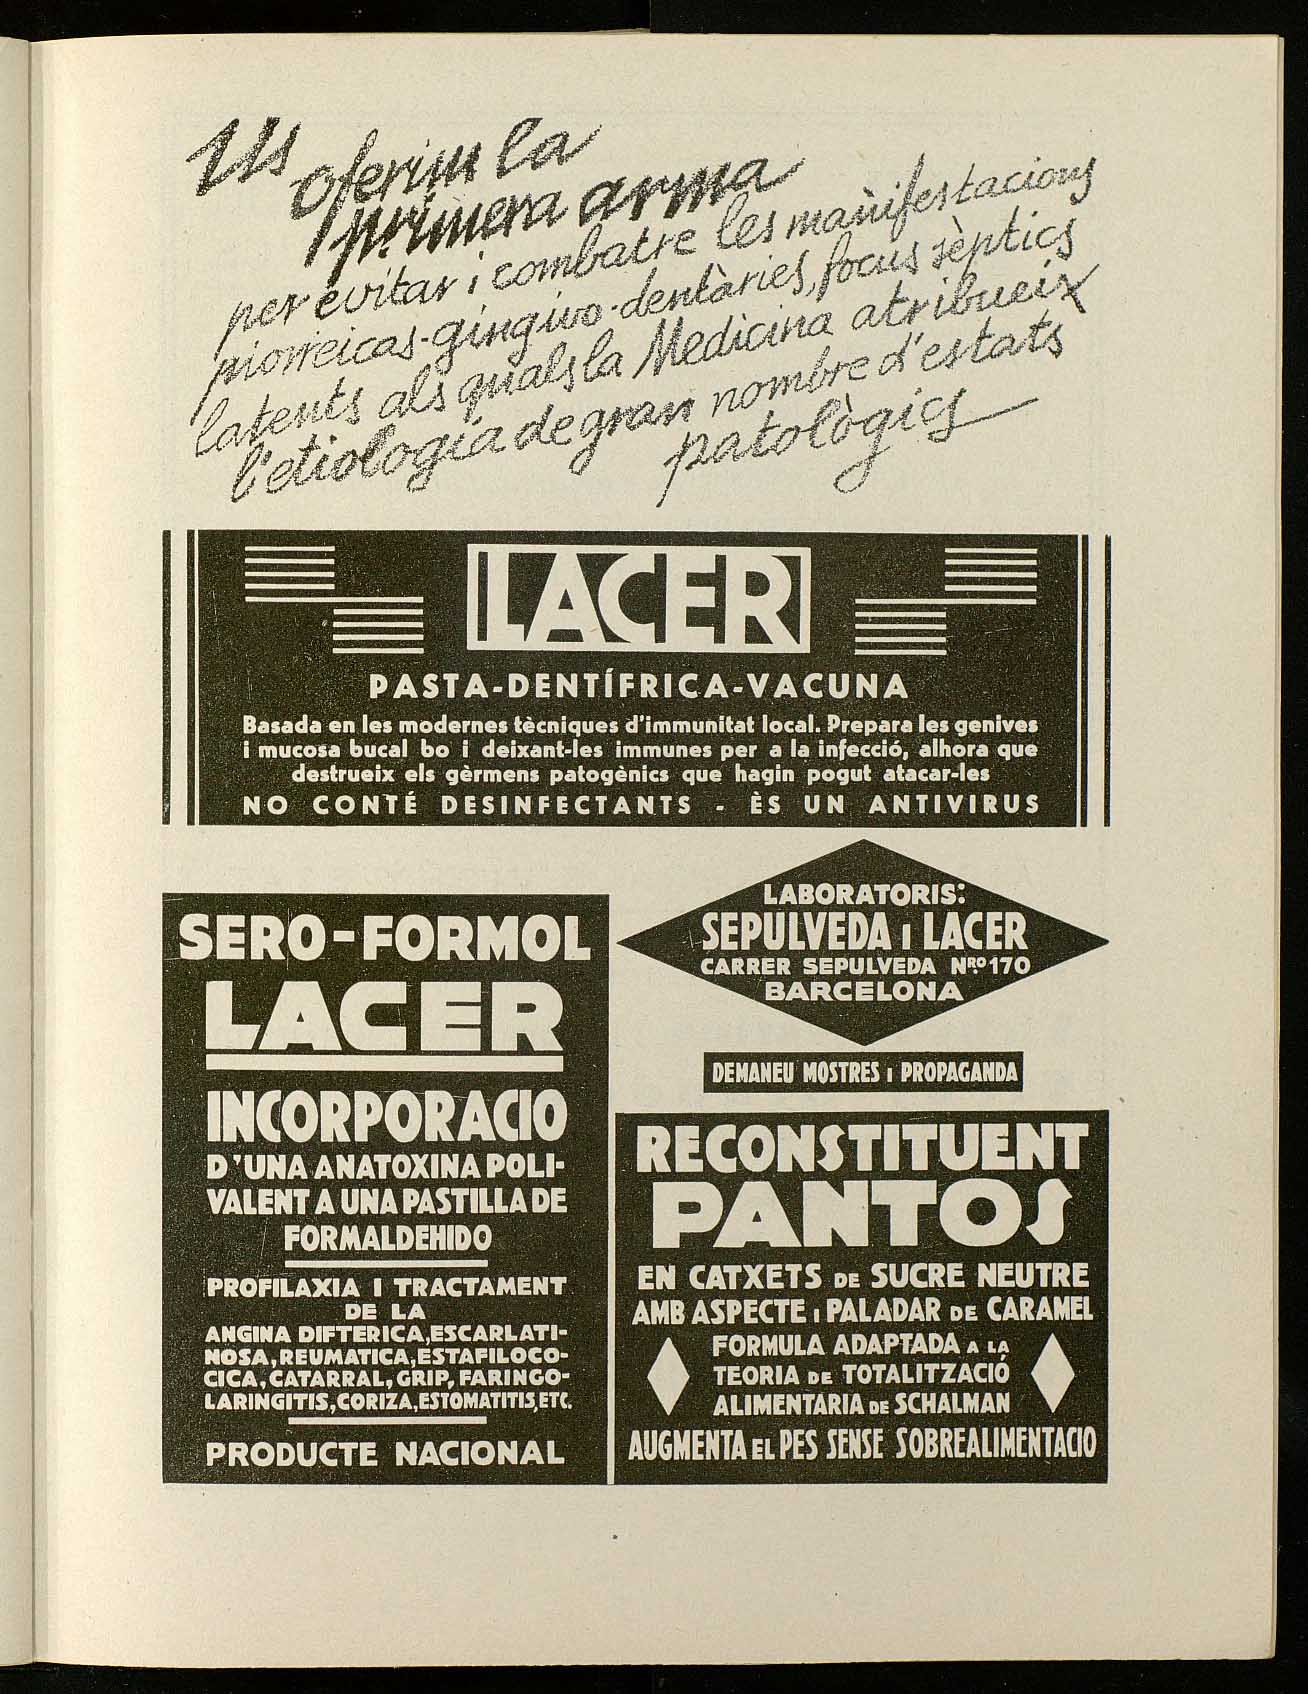 Us oferim la
primera arma
per evitar i combatre les manifestacions
piorreicas-gingivo-dentàries, focus sèptics
latents als quals la Medicina atribueix
l'etiologia de gran nombre d'estats
patològics
LACER
PASTA-DENTÍFRICA-VACUNA
Basada en les modernes tècniques d'immunitat local. Prepara les genives
i mucosa bucal bo i deixant-les immunes per a la infecció, alhora que
destrueix els gèrmens patogènics que hagin pogut atacar-les
NO CONTÉ DESINFECTANTS - ÈS UN ANTIVIRUS
SERO-FORMOL
LACER
INCORPORACIO
D'UNA ANATOXINA POLI-
VALENT A UNA PASTILLA DE
FORMALDEHIDO
PROFILAXIA I TRACTAMENT
DE LA
ANGINA DIFTERICA, ESCARLATI-
NOSA, REUMATICA, ESTAFILOCO-
CICA, CATARRAL, GRIP, FARINGO-
LARINGITIS, CORIZA, ESTOMATITIS, ETC.
PRODUCTE NACIONAL
LABORATORIS:
SEPULVEDA I LACER
CARRER SEPULVEDA Nro. 170
BARCELONA
DEMANEU MOSTRES I PROPAGANDA
RECONSTITUENT
PANTOS
EN CATXETS DE SUCRE NEUTRE
AMB ASPECTE I PALADAR DE CARAMEL
FORMULA ADAPTADA A LA
TEORIA DE TOTALITZACIÓ
ALIMENTARIA DE SCHALMAN
AUGMENTA EL PES SENSE SOBREALIMENTACIO